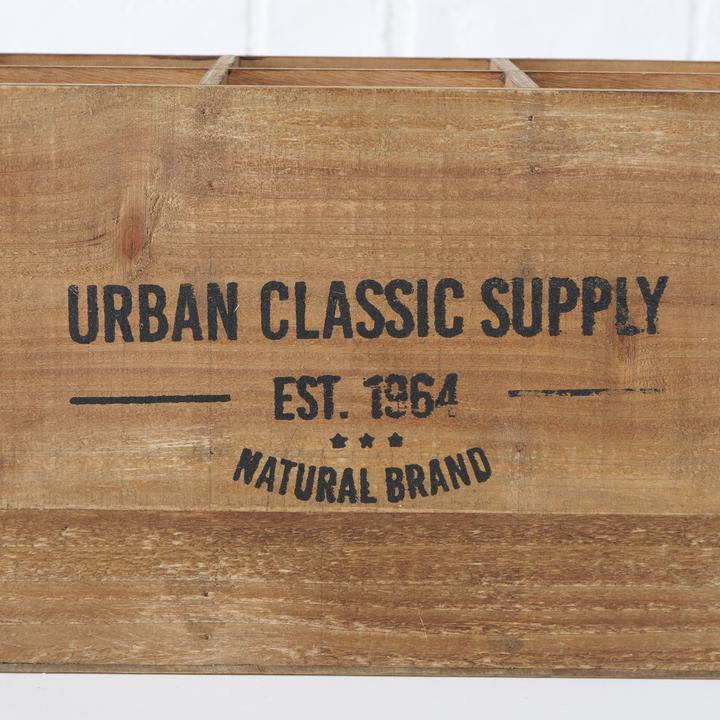 URBAN CLASSIC SUPPLY
EST. 1964
NATURAL BRAND